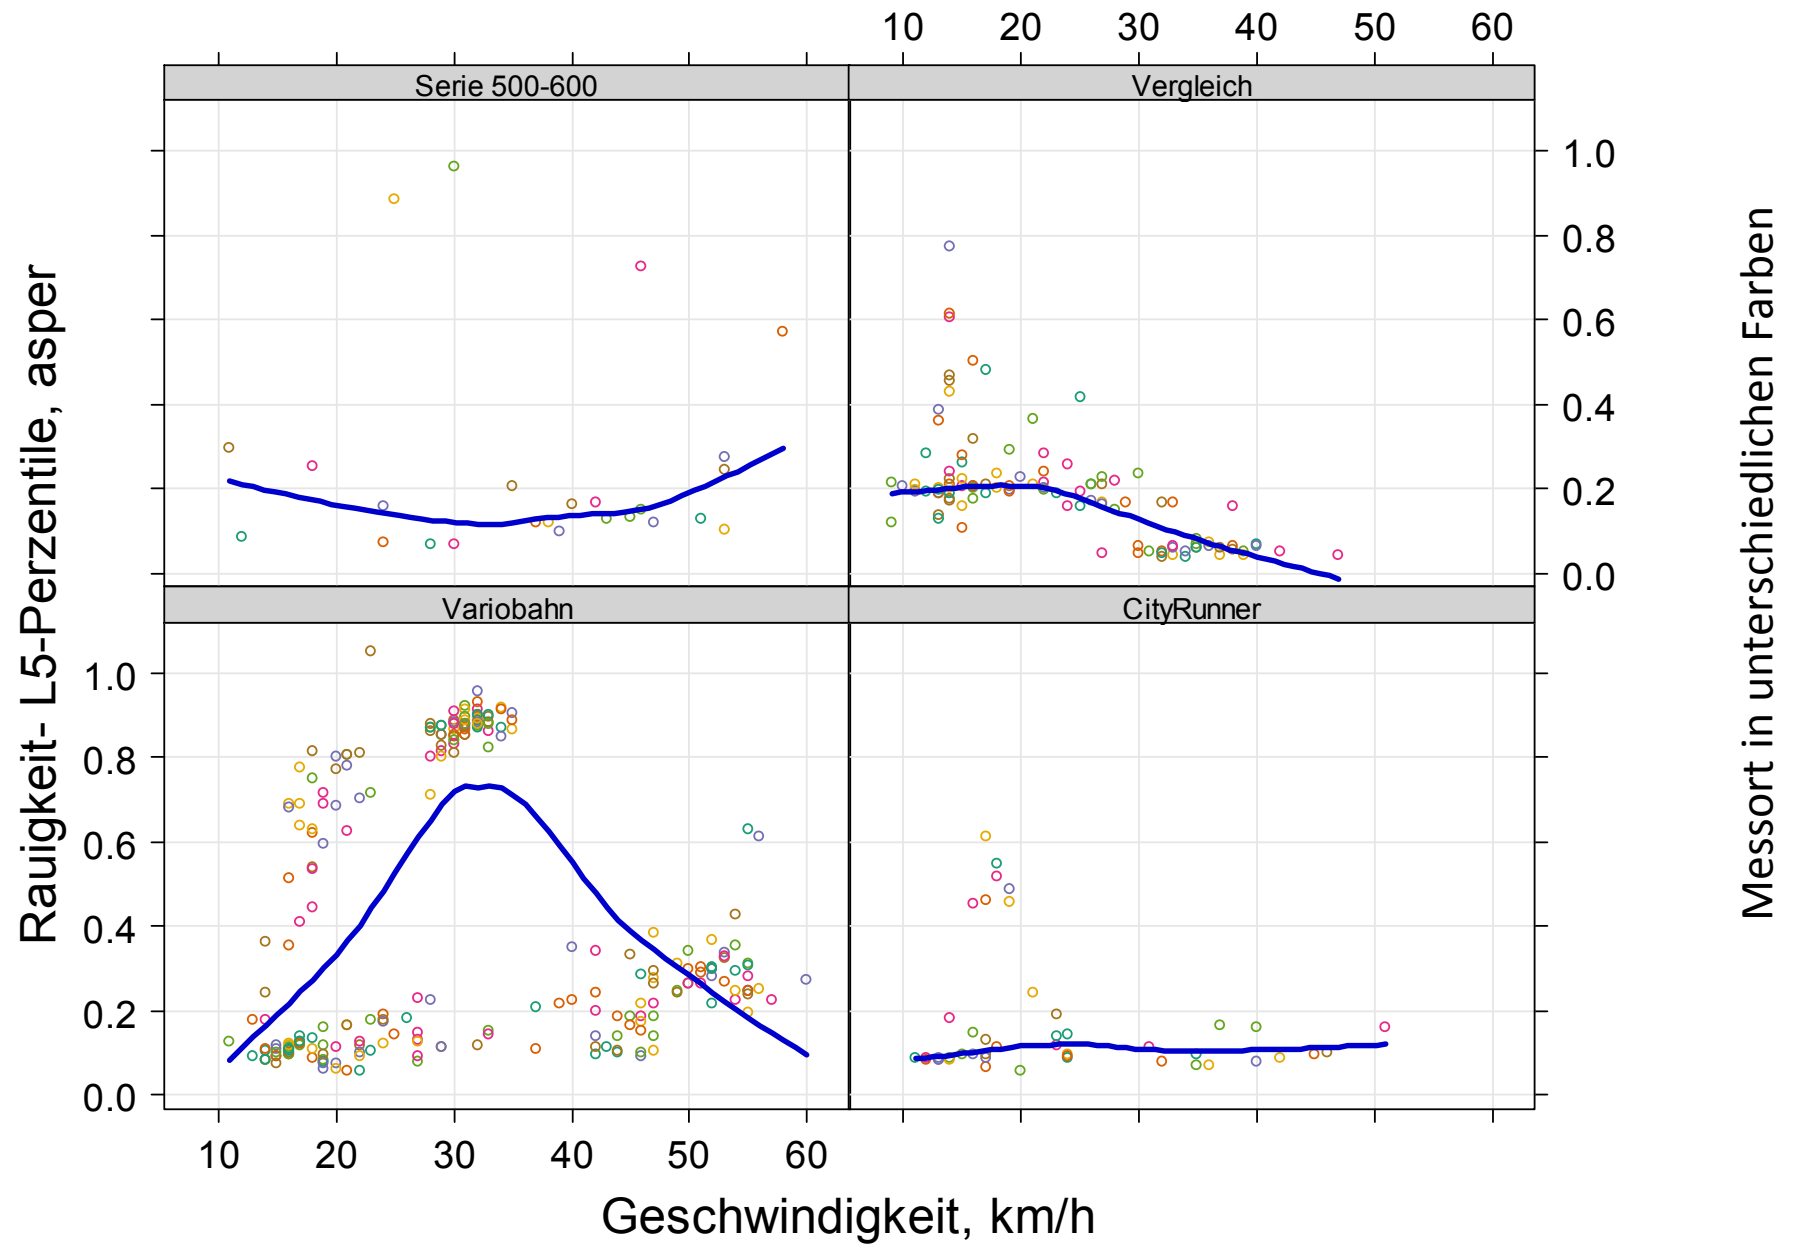 10 20 30 40 50 60
Serie 500-600
Vergleich
1.0
0.8
0.6
0.4
0.2
0.0
Variobahn
CityRunner
1.0
0.8
0.6
0.4
0.2
0.0
10 20 30 40 50 60
Geschwindigkeit, km/h
Rauigkeit- L5-Perzentile, asper
Messort in unterschiedlichen Farben